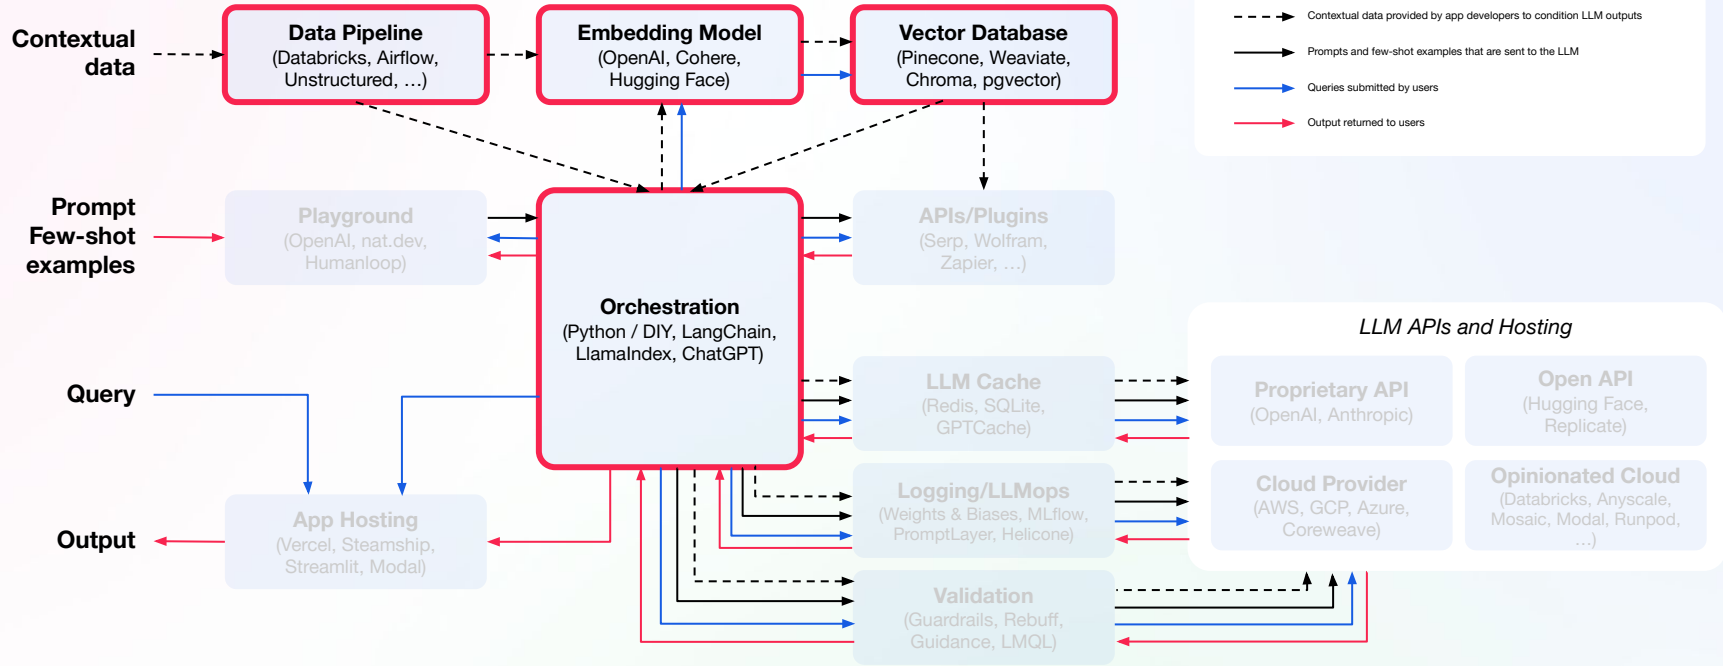 Contextual
data
Data Pipeline
(Databricks, Airflow,
Unstructured, …)
Embedding Model
(OpenAI, Cohere,
Hugging Face)
Vector Database
(Pinecone, Weaviate,
Chroma, pgvector)
Contextual data provided by app developers to condition LLM outputs
Prompts and few-shot examples that are sent to the LLM
Queries submitted by users
Output returned to users
Prompt
Few-shot
examples
Playground
(OpenAI, nat.dev,
Humanloop)
Orchestration
(Python / DIY, LangChain,
LlamaIndex, ChatGPT)
APIs/Plugins
(Serp, Wolfram,
Zapier, …)
Query
LLM Cache
(Redis, SQLite,
GPTCache)
LLM APIs and Hosting
Proprietary API
(OpenAI, Anthropic)
Open API
(Hugging Face,
Replicate)
Output
App Hosting
(Vercel, Steamship,
Streamlit, Modal)
Logging/LLMops
(Weights & Biases, MLflow,
PromptLayer, Helicone)
Cloud Provider
(AWS, GCP, Azure,
Coreweave)
Opinionated Cloud
(Databricks, Anyscale,
Mosaic, Modal, Runpod,
…)
Validation
(Guardrails, Rebuff,
Guidance, LMQL)